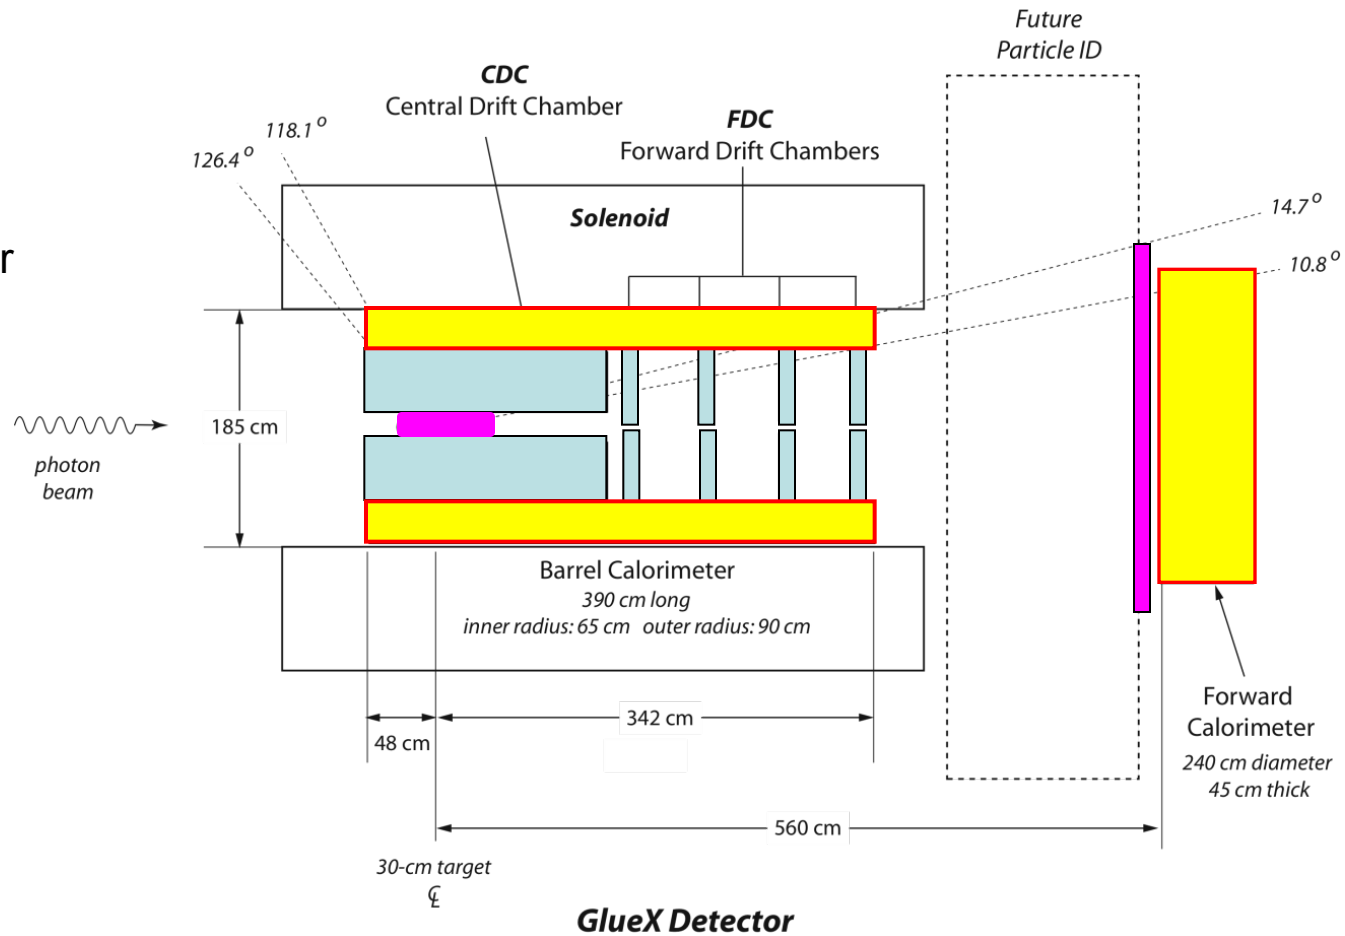 Future
Particle ID
CDC
Central Drift Chamber
FDC
Forward Drift Chambers
118.1°
126.4°
Solenoid
14.7°
10.8°
r
185 cm
photon
beam
Barrel Calorimeter
390 cm long
inner radius: 65 cm outer radius: 90 cm
342 cm
48 cm
Forward
Calorimeter
240 cm diameter
45 cm thick
560 cm
30-cm target
℄
GlueX Detector